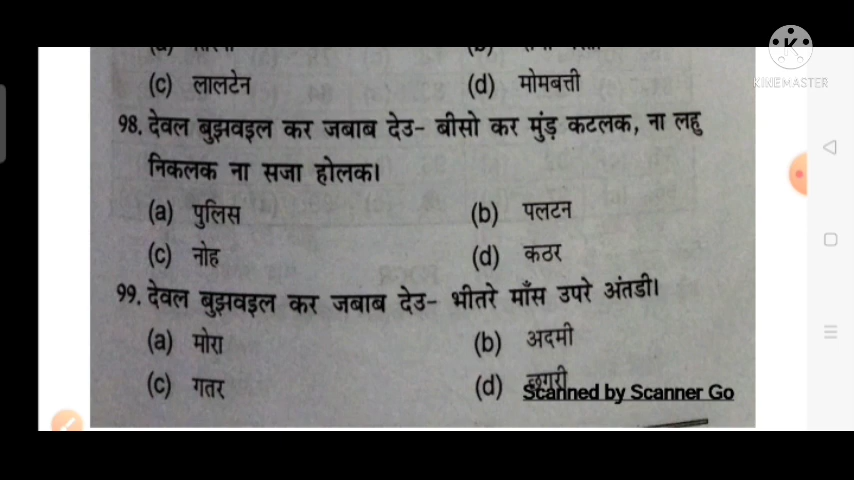 KINEMASTER
(c) लालटेन (d) मोमबत्ती
98. देवल बुझवइल कर जबाब देउ- बीसो कर मुंड़ कटलक, ना लहु
निकलक ना सजा होलक।
(a) पुलिस (b) पलटन
(c) नोह (d) कठर
99. देवल बुझवइल कर जबाब देउ- भीतरे माँस उपरे अंतडी।
(a) मोरा (b) अदमी
(c) गतर (d) छगरी
Scanned by Scanner Go